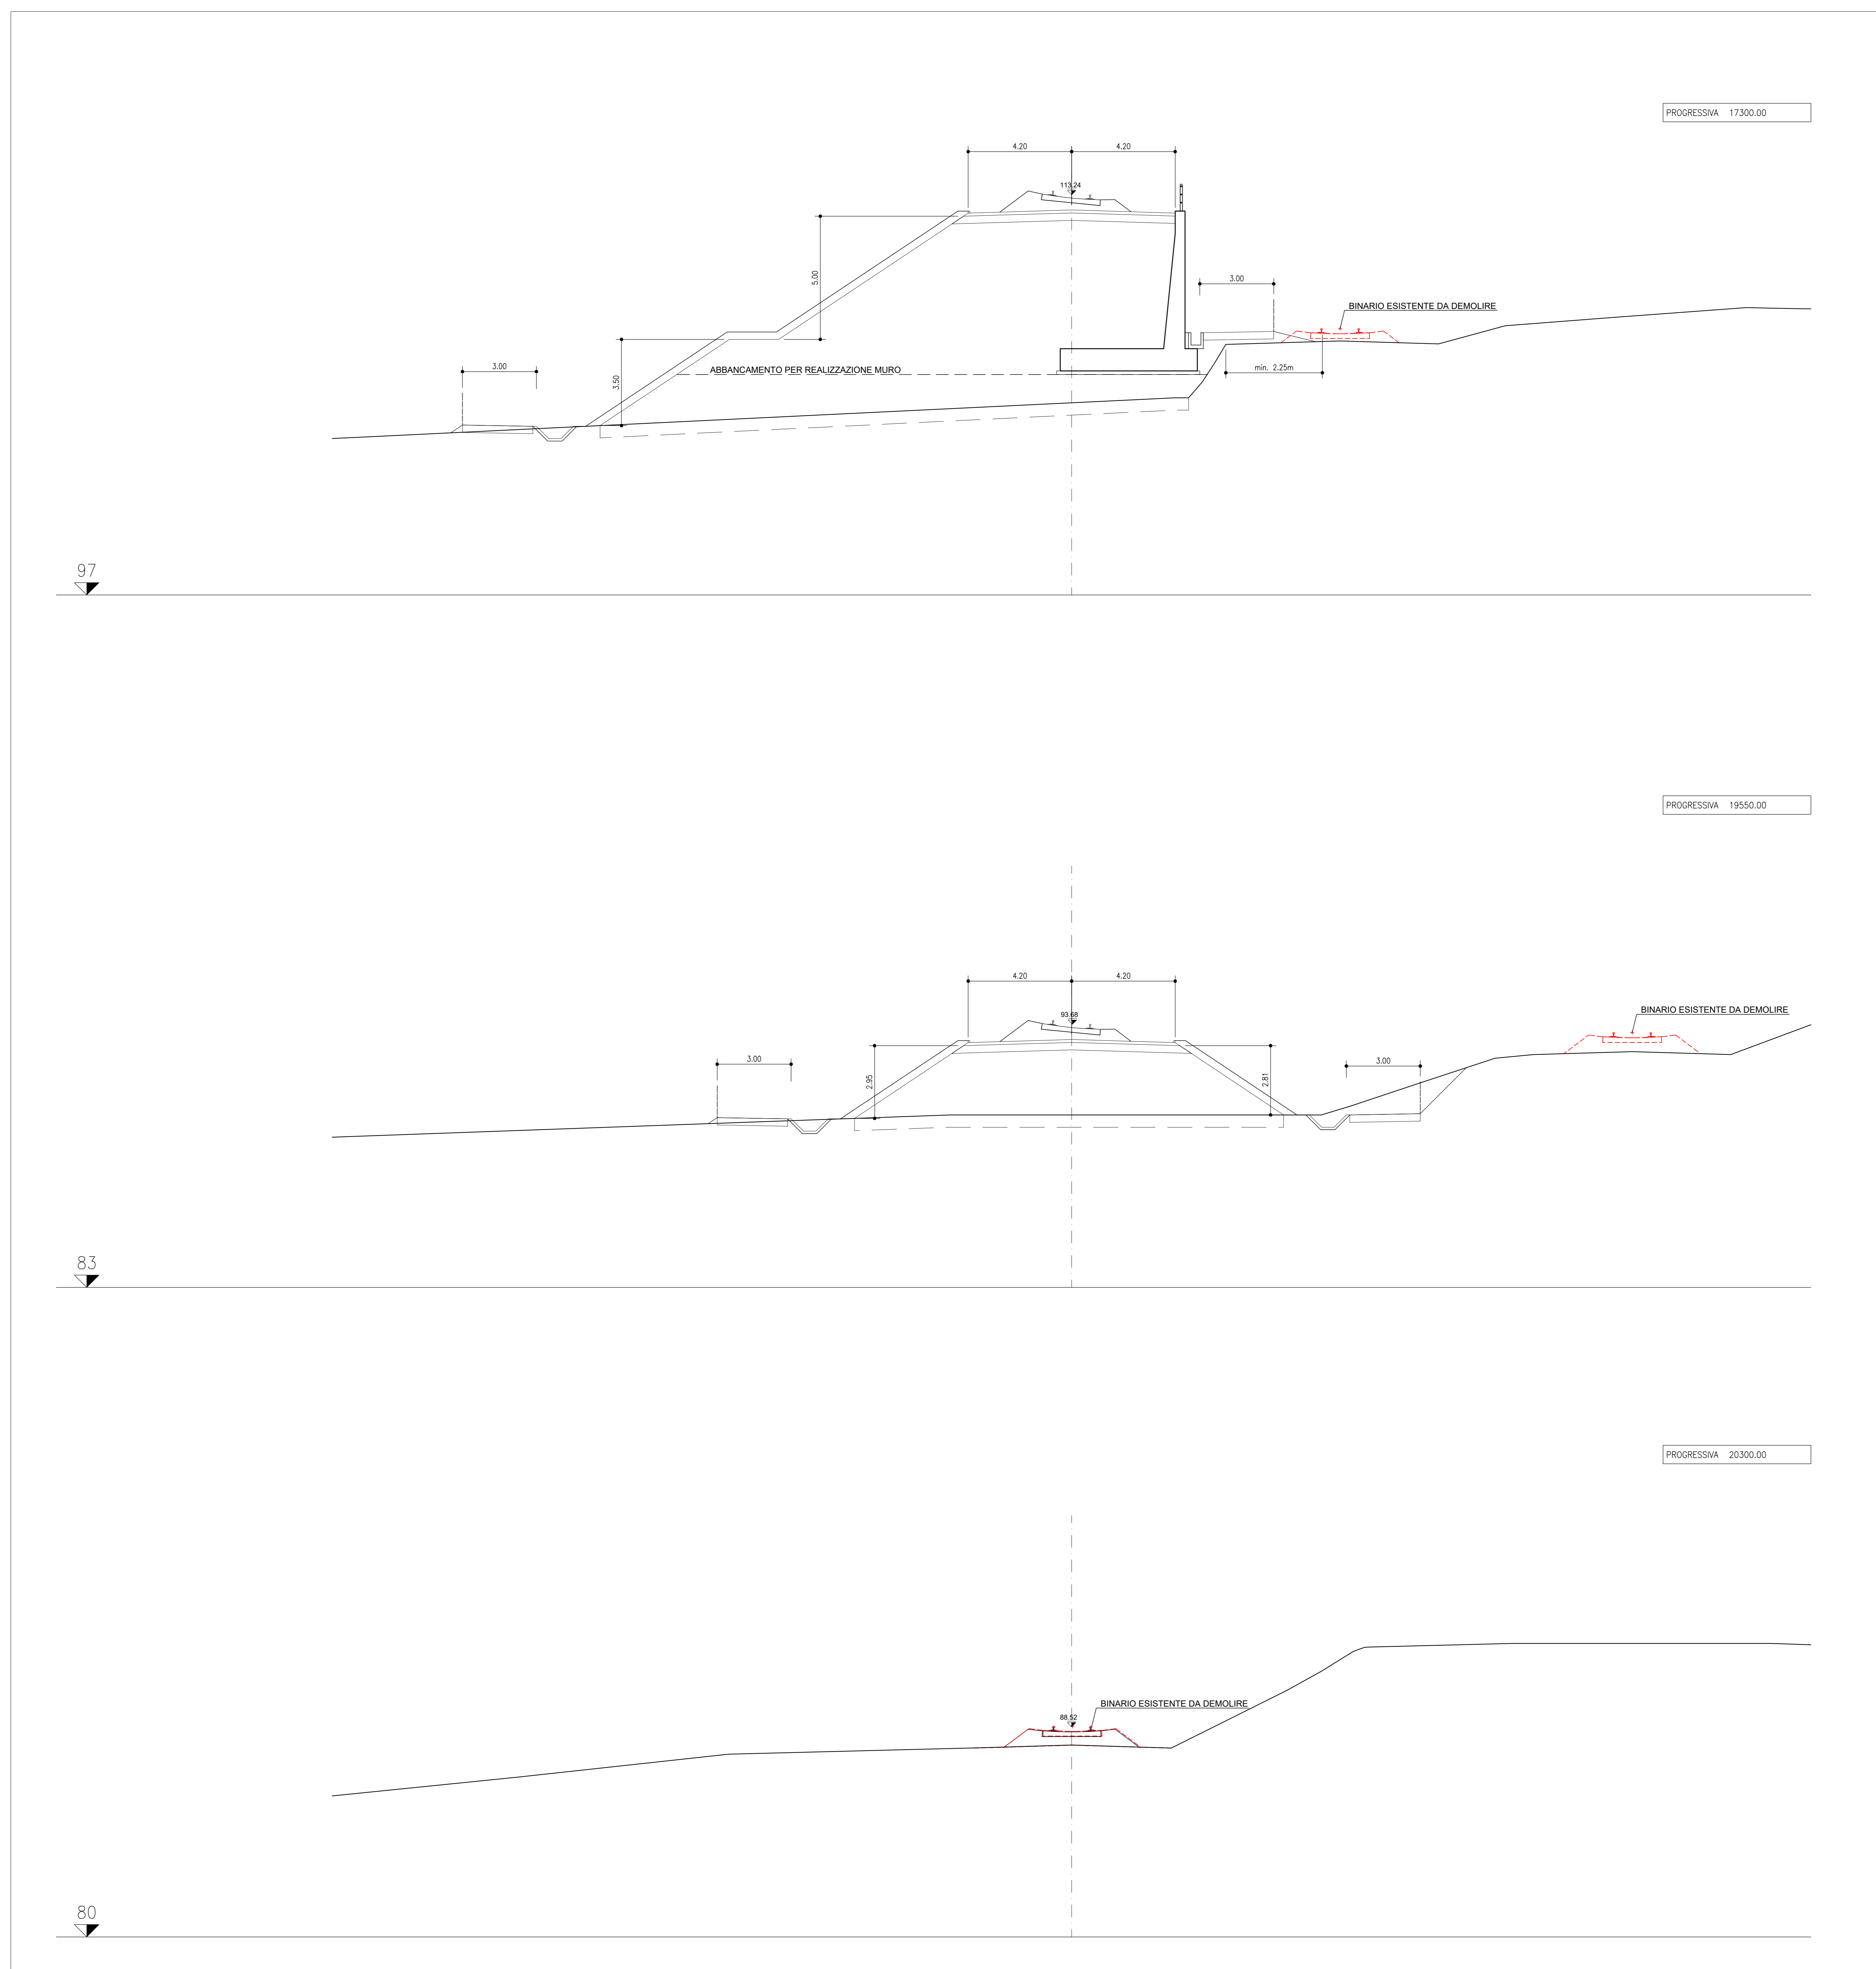 PROGRESSIVA 17300.00
4.20 4.20
113.24
5.00
3.00
BINARIO ESISTENTE DA DEMOLIRE
3.00
ABBANCAMENTO PER REALIZZAZIONE MURO
min. 2.25m
3.50
97
PROGRESSIVA 19550.00
4.20 4.20
93.68
BINARIO ESISTENTE DA DEMOLIRE
3.00
3.00
2.95
2.81
83
PROGRESSIVA 20300.00
BINARIO ESISTENTE DA DEMOLIRE
88.52
80